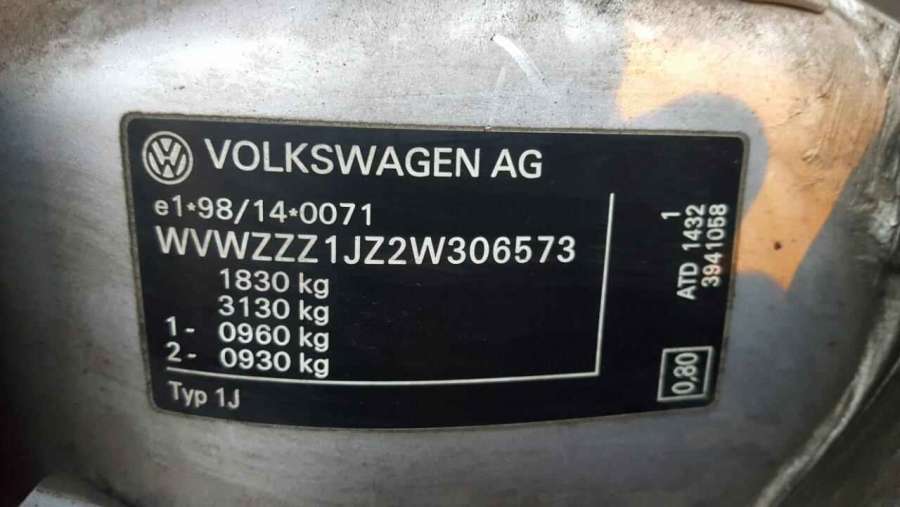 VOLKSWAGEN AG
e1*98/14*0071
WVWZZZ1JZ2W306573
1830 kg
3130 kg
1- 0960 kg
2- 0930 kg
Typ 1J
1
ATD 1432
3941058
0,80